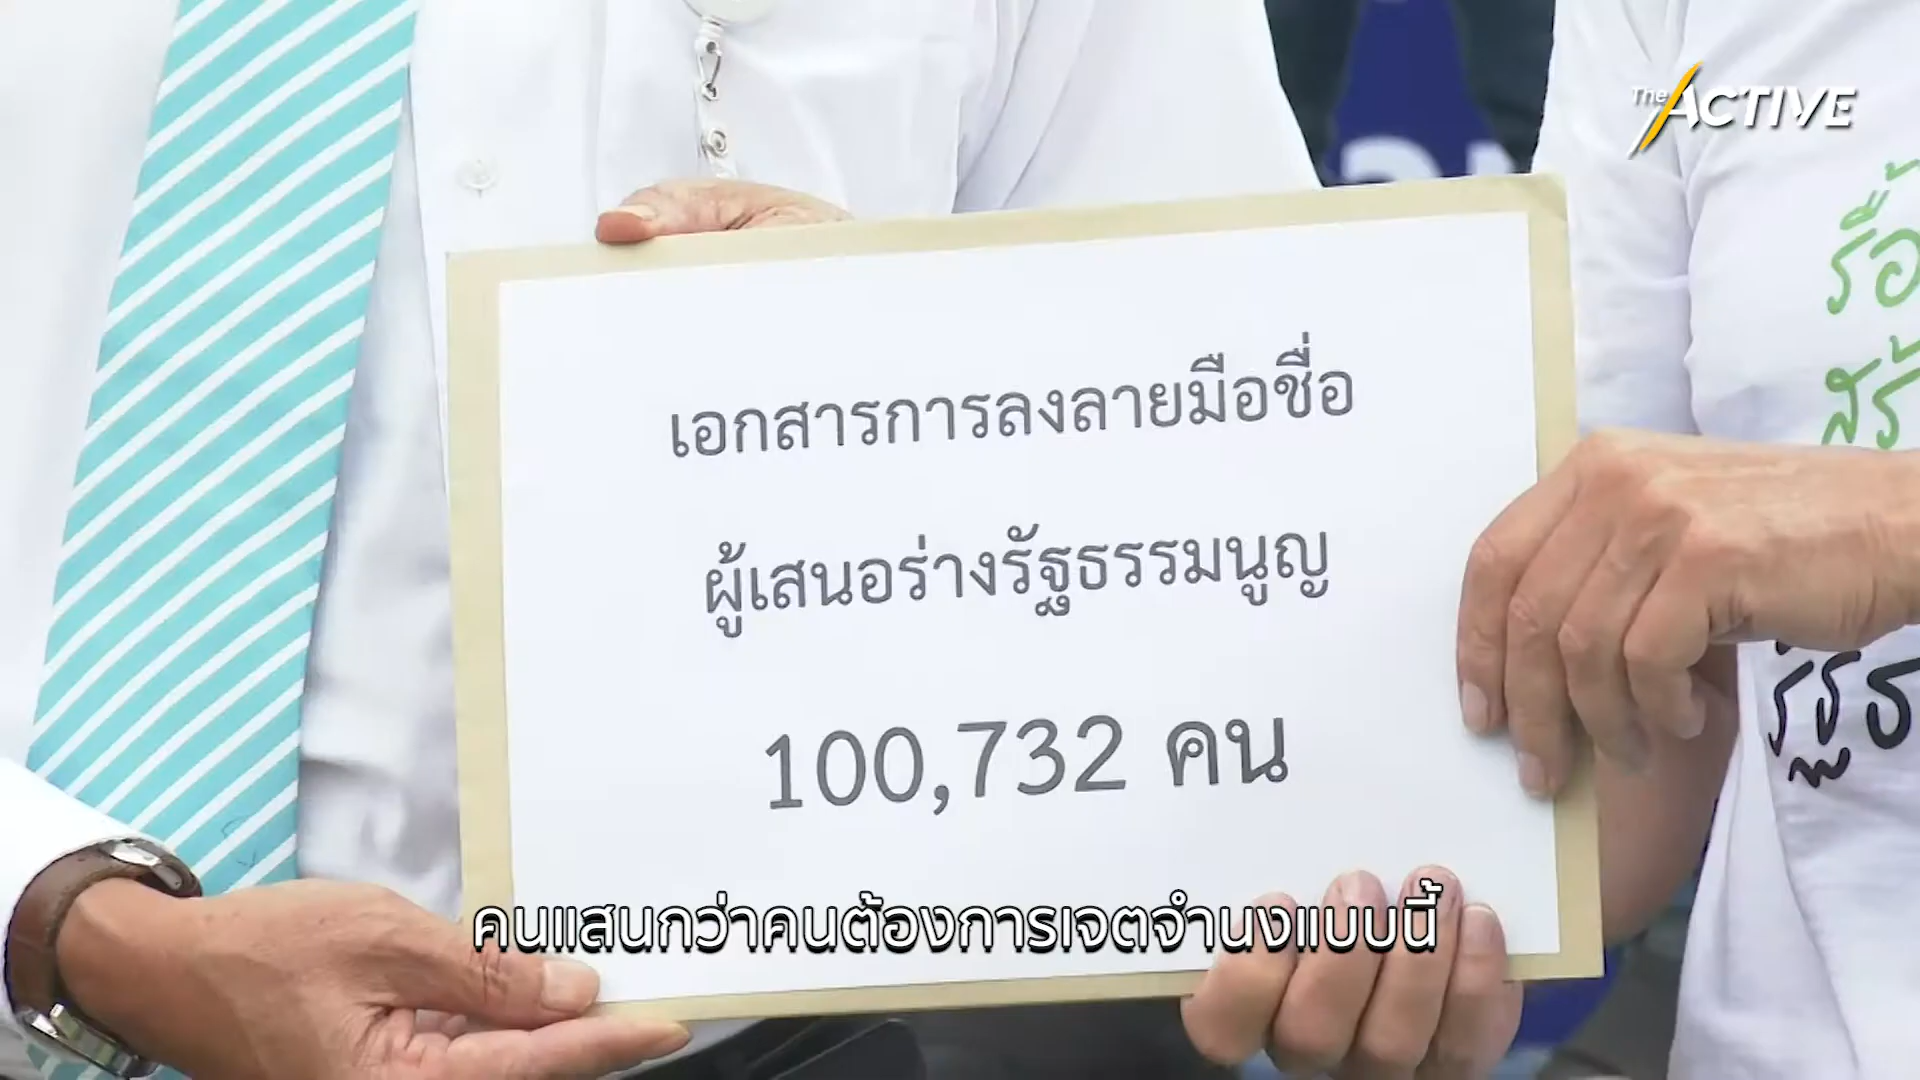 The ACTIVE
เอกสารการลงลายมือชื่อ
ผู้เสนอร่างรัฐธรรมนูญ
100,732 คน
คนแสนกว่าคนต้องการเจตจำนงแบบนี้
รื้อ